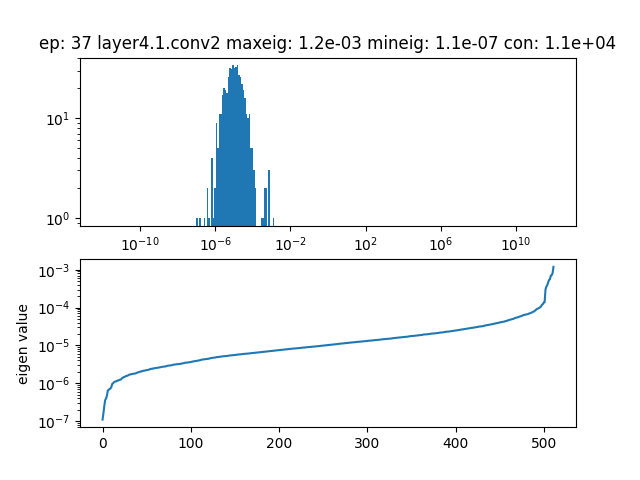 ep: 37 layer4.1.conv2 maxeig: 1.2e-03 mineig: 1.1e-07 con: 1.1e+04
10¹
10⁰
10⁻¹⁰ 10⁻⁶ 10⁻² 10² 10⁶ 10¹⁰
10⁻³
10⁻⁴
10⁻⁵
10⁻⁶
10⁻⁷
eigen value
0 100 200 300 400 500